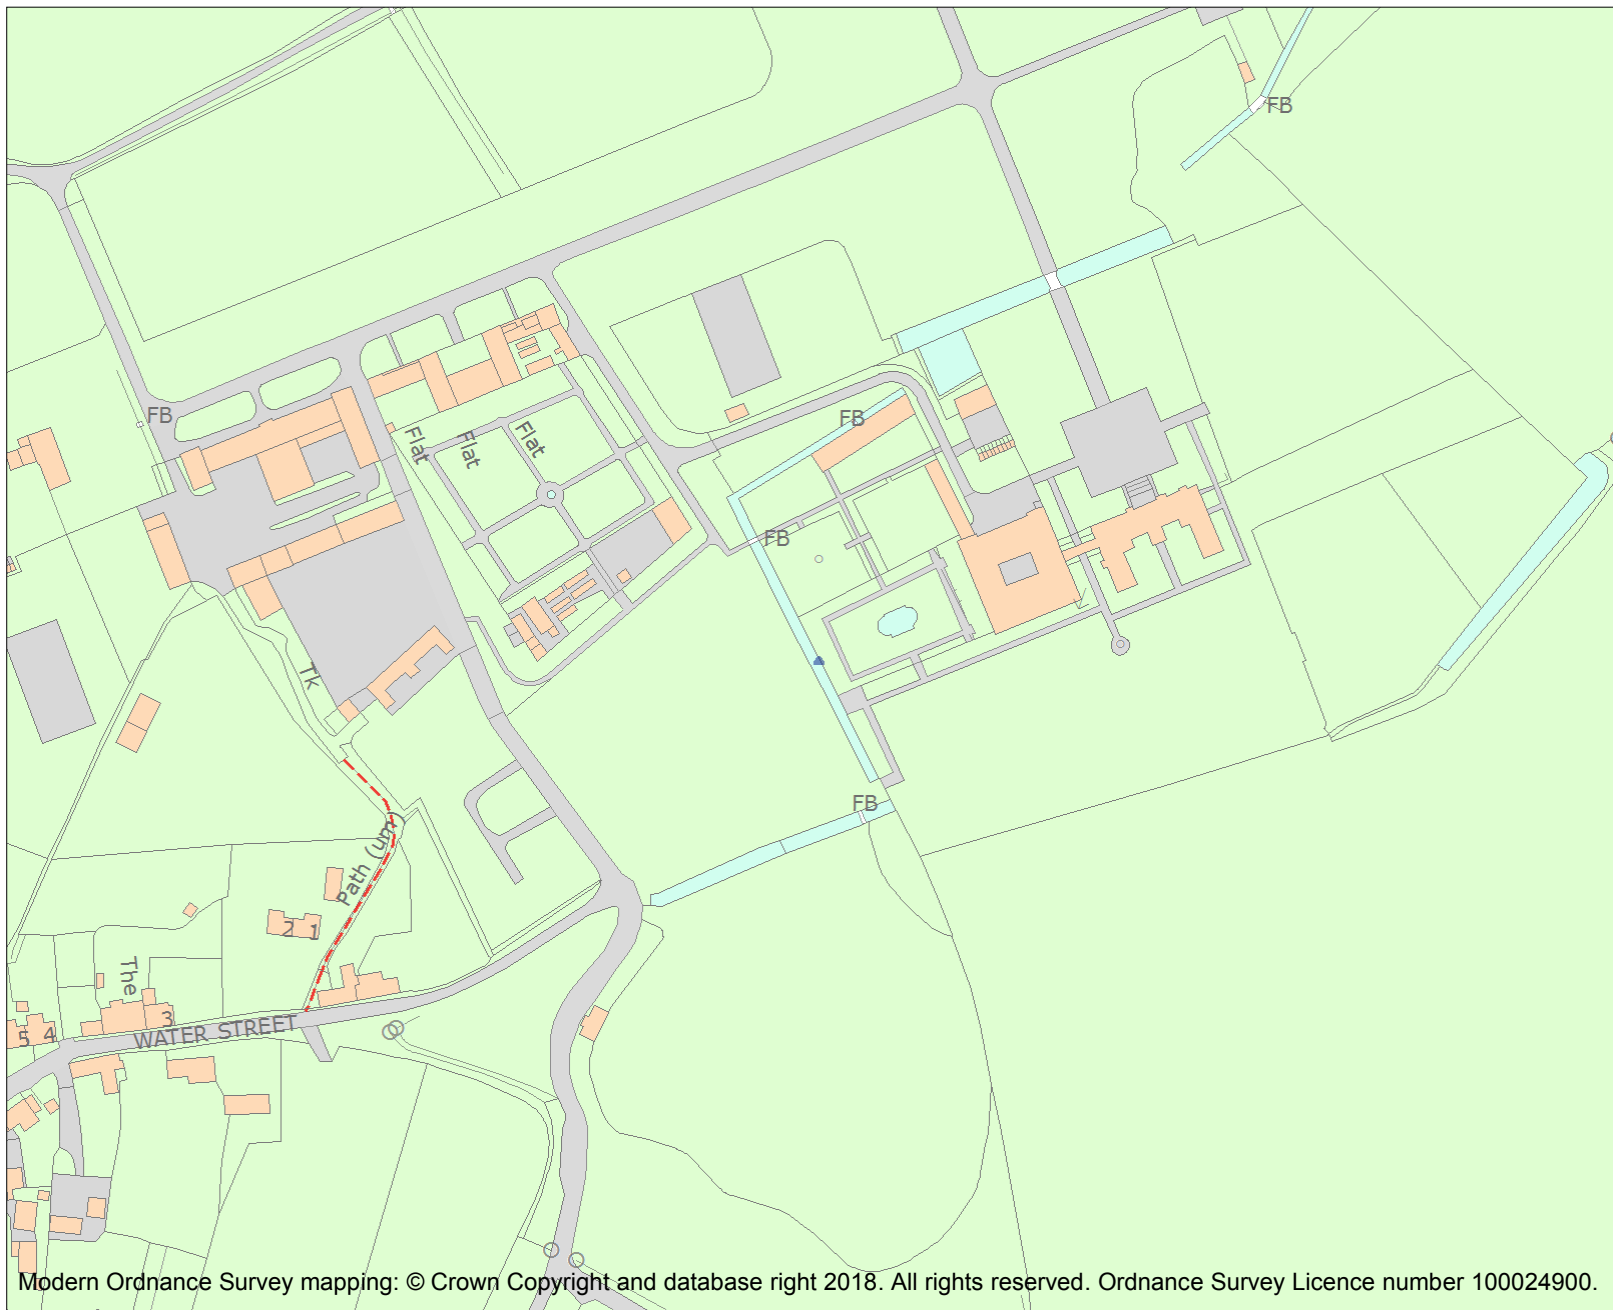 FB
FB
FB
Flat
Flat
Flat
FB
Tk
FB
Path (um)
2 1
The
3
5 4
WATER STREET
Modern Ordnance Survey mapping: © Crown Copyright and database right 2018. All rights reserved. Ordnance Survey Licence number 100024900.